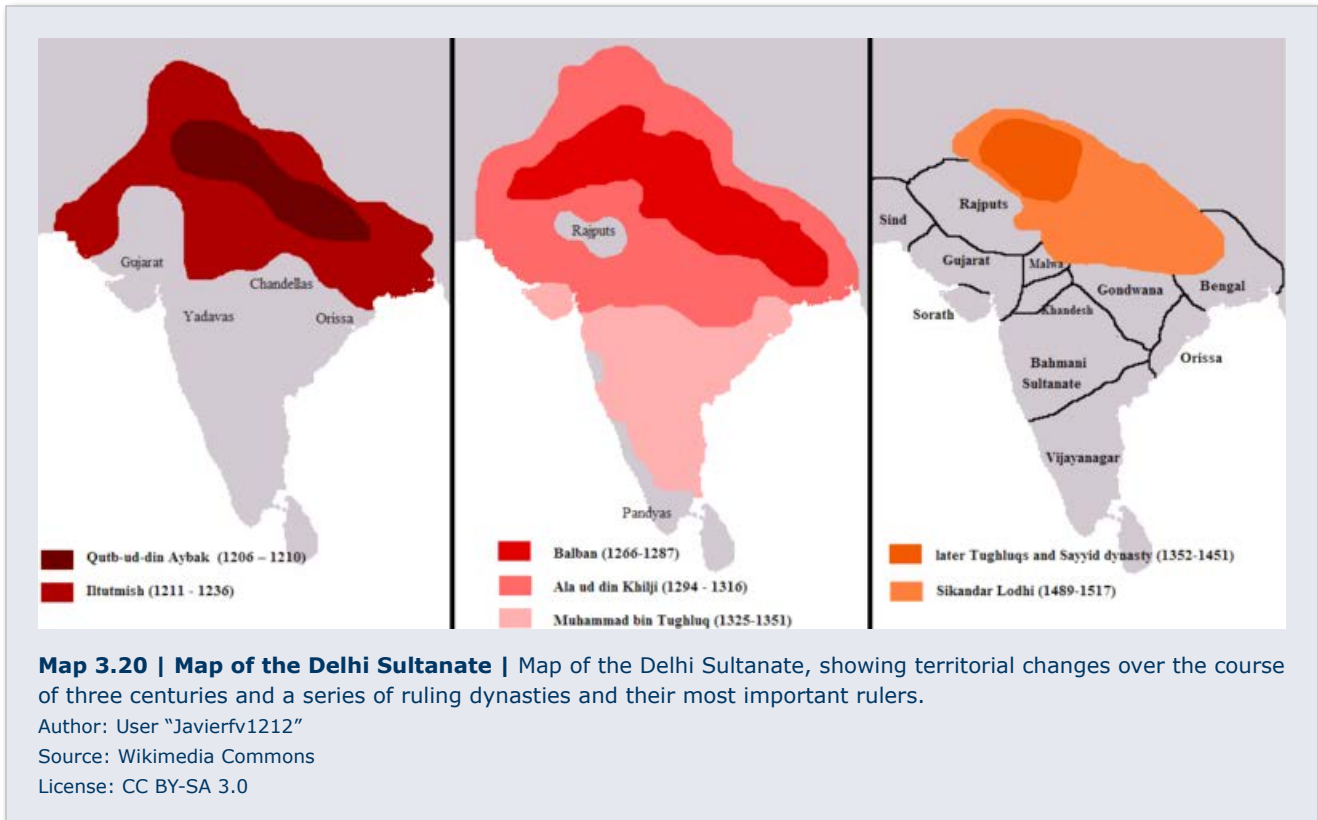 Gujarat
Chandellas
Yadavas
Orissa
Qutb-ud-din Aybak (1206 – 1210)
Iltutmish (1211 - 1236)
Rajputs
Pandyas
Balban (1266-1287)
Ala ud din Khilji (1294 - 1316)
Muhammad bin Tughluq (1325-1351)
Rajputs
Sind
Gujarat
Malwa
Gondwana
Bengal
Sorath
Khandesh
Orissa
Bahmani
Sultanate
Vijayanagar
later Tughluqs and Sayyid dynasty (1352-1451)
Sikandar Lodhi (1489-1517)
Map 3.20 | Map of the Delhi Sultanate | Map of the Delhi Sultanate, showing territorial changes over the course
of three centuries and a series of ruling dynasties and their most important rulers.
Author: User “Javierfv1212”
Source: Wikimedia Commons
License: CC BY-SA 3.0